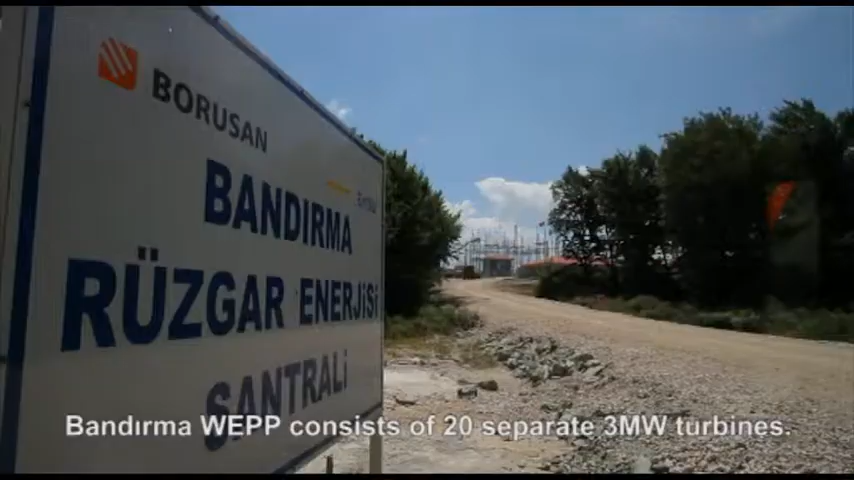 BORUSAN
BANDIRMA
RÜZGAR ENERJİSİ
SANTRALİ
Bandırma WEPP consists of 20 separate 3MW turbines.